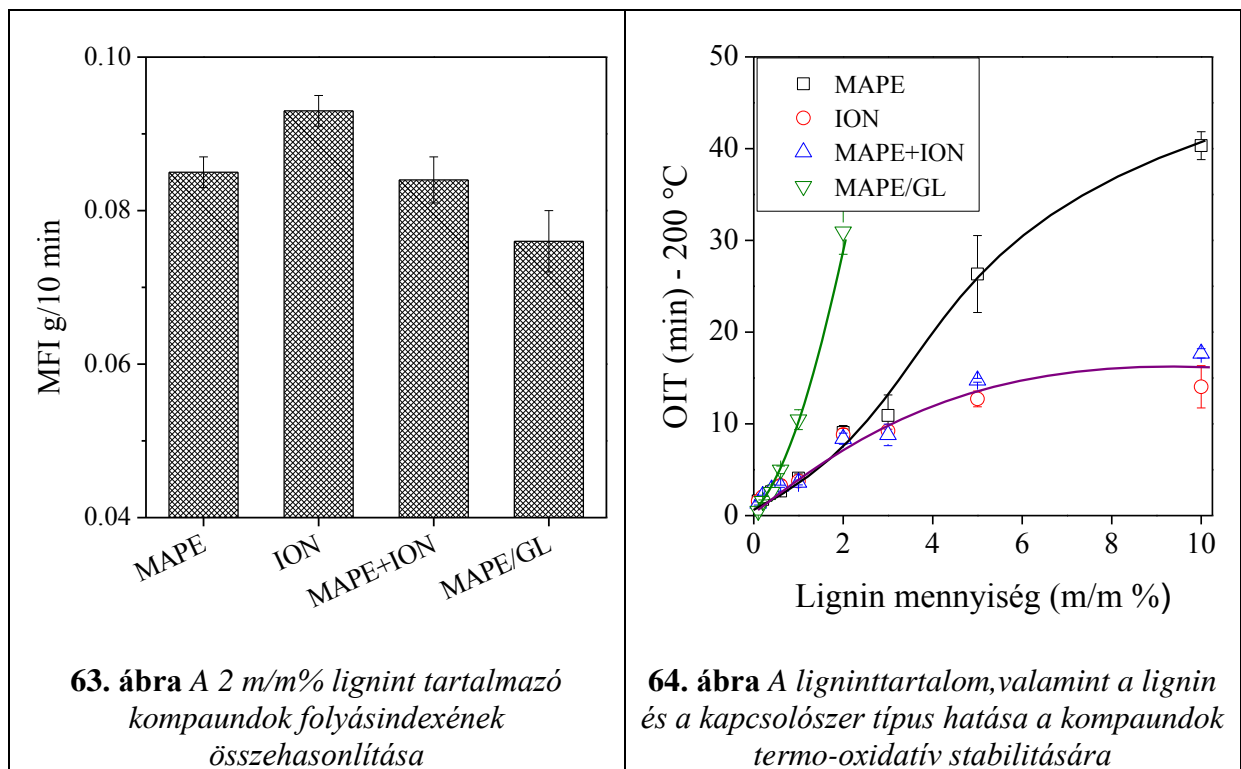 0.10
0.08
0.06
0.04
MFI g/10 min
MAPE
ION
MAPE+ION
MAPE/GL
63. ábra A 2 m/m% lignint tartalmazó
kompaundok folyásindexének
összehasonlítása
50
40
30
20
10
0
OIT (min) - 200 °C
MAPE
ION
MAPE+ION
MAPE/GL
0
2
4
6
8
10
Lignin mennyiség (m/m %)
64. ábra A ligninttartalom,valamint a lignin
és a kapcsolószer típus hatása a kompaundok
termo-oxidatív stabilitására